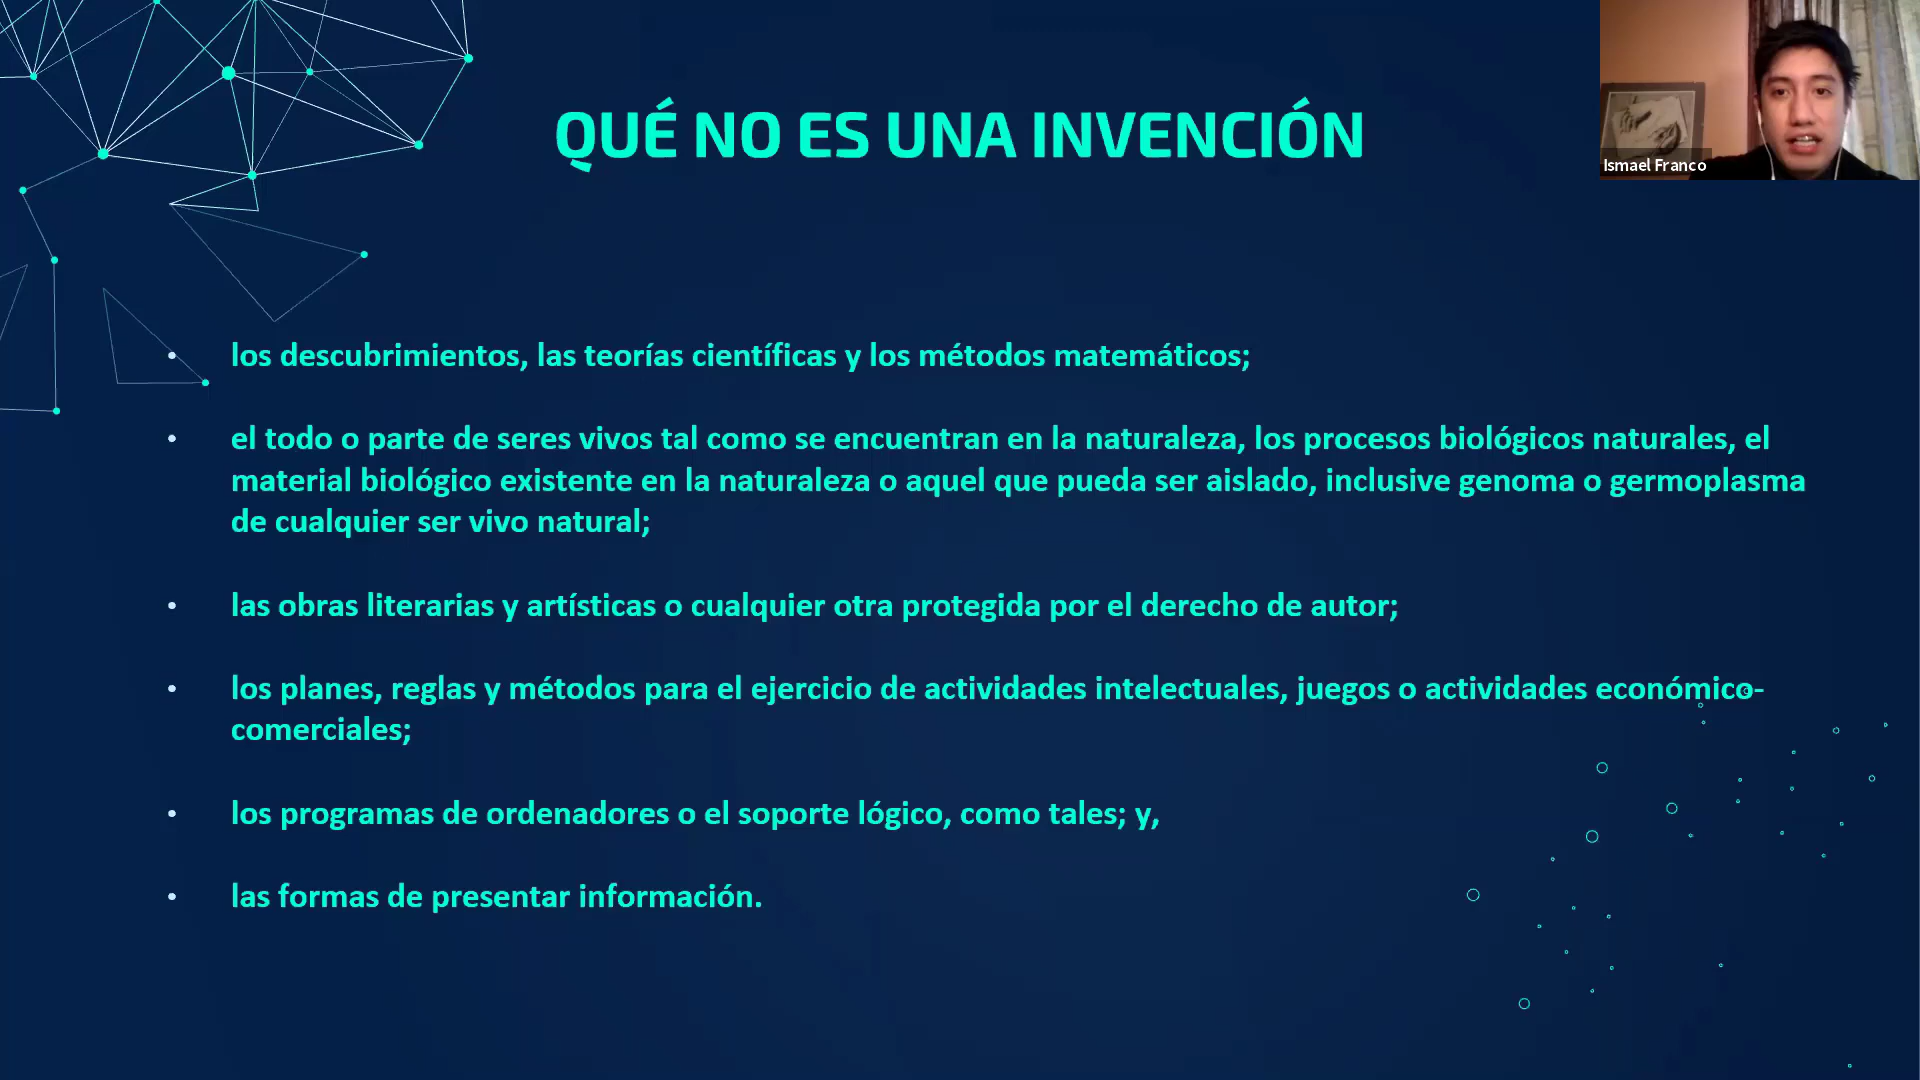 QUÉ NO ES UNA INVENCIÓN
Ismael Franco
• los descubrimientos, las teorías científicas y los métodos matemáticos;
• el todo o parte de seres vivos tal como se encuentran en la naturaleza, los procesos biológicos naturales, el
material biológico existente en la naturaleza o aquel que pueda ser aislado, inclusive genoma o germoplasma
de cualquier ser vivo natural;
• las obras literarias y artísticas o cualquier otra protegida por el derecho de autor;
• los planes, reglas y métodos para el ejercicio de actividades intelectuales, juegos o actividades económico-
comerciales;
• los programas de ordenadores o el soporte lógico, como tales; y,
• las formas de presentar información.